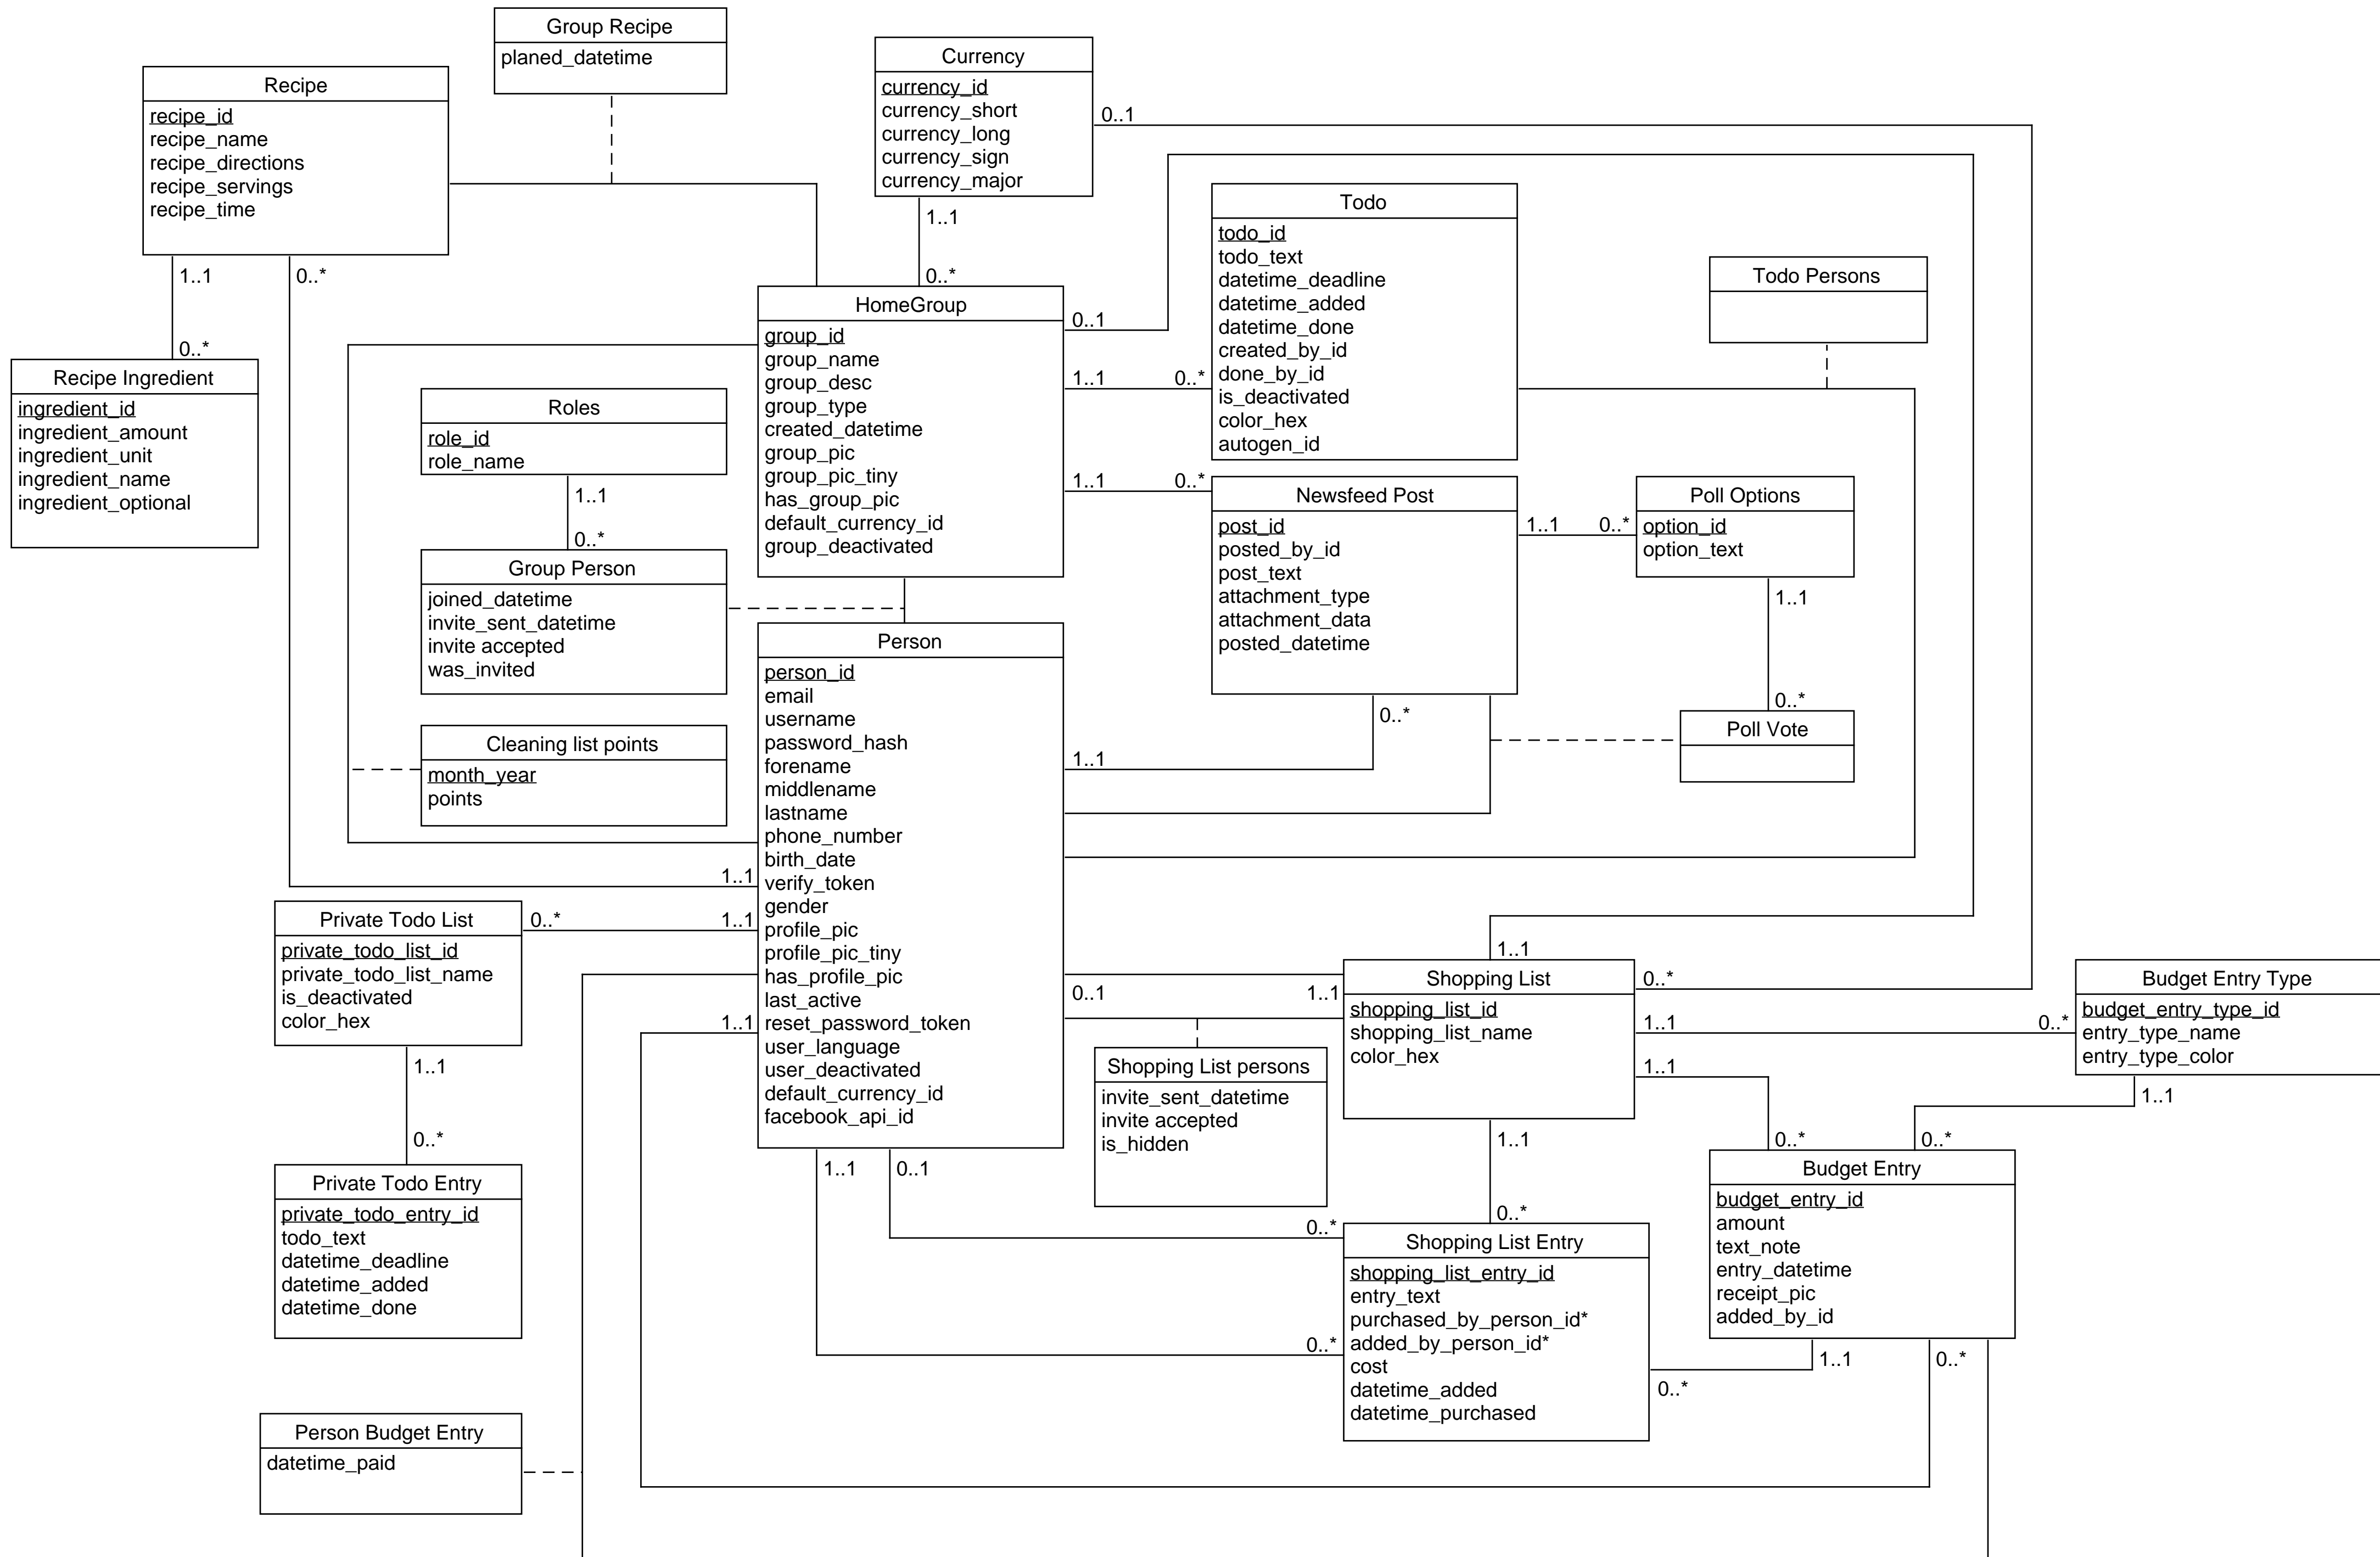 Group Recipe
planed_datetime
Currency
currency_id
currency_short
currency_long
currency_sign
currency_major
0..1
1..1
0..*
Recipe
recipe_id
recipe_name
recipe_directions
recipe_servings
recipe_time
1..1
0..*
0..*
Recipe Ingredient
ingredient_id
ingredient_amount
ingredient_unit
ingredient_name
ingredient_optional
HomeGroup
group_id
group_name
group_desc
group_type
created_datetime
group_pic
group_pic_tiny
has_group_pic
default_currency_id
group_deactivated
0..1
1..1
0..*
1..1
0..*
Todo
todo_id
todo_text
datetime_deadline
datetime_added
datetime_done
created_by_id
done_by_id
is_deactivated
color_hex
autogen_id
Todo Persons
Roles
role_id
role_name
1..1
0..*
Group Person
joined_datetime
invite_sent_datetime
invite accepted
was_invited
Newsfeed Post
post_id
posted_by_id
post_text
attachment_type
attachment_data
posted_datetime
1..1
0..*
Poll Options
option_id
option_text
1..1
0..*
Poll Vote
0..*
1..1
Cleaning list points
month_year
points
Person
person_id
email
username
password_hash
forename
middlename
lastname
phone_number
birth_date
verify_token
gender
profile_pic
profile_pic_tiny
has_profile_pic
last_active
reset_password_token
user_language
user_deactivated
default_currency_id
facebook_api_id
1..1
0..*
1..1
1..1
Private Todo List
private_todo_list_id
private_todo_list_name
is_deactivated
color_hex
1..1
0..*
Private Todo Entry
private_todo_entry_id
todo_text
datetime_deadline
datetime_added
datetime_done
1..1
0..1
1..1
0..*
Shopping List
shopping_list_id
shopping_list_name
color_hex
1..1
0..*
1..1
Budget Entry Type
budget_entry_type_id
entry_type_name
entry_type_color
1..1
Shopping List persons
invite_sent_datetime
invite accepted
is_hidden
1..1
0..1
1..1
0..*
0..*
0..*
0..*
0..*
Budget Entry
budget_entry_id
amount
text_note
entry_datetime
receipt_pic
added_by_id
Shopping List Entry
shopping_list_entry_id
entry_text
purchased_by_person_id*
added_by_person_id*
cost
datetime_added
datetime_purchased
1..1
0..*
0..*
Person Budget Entry
datetime_paid